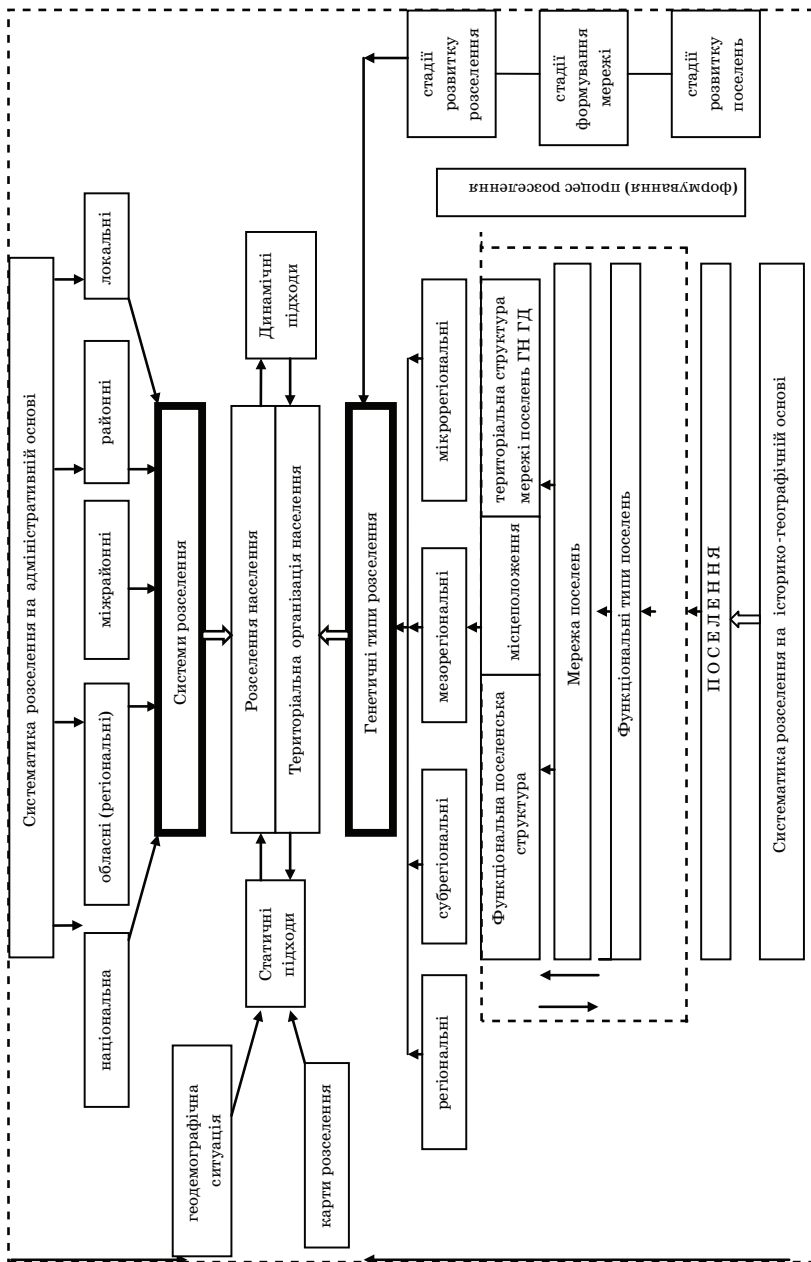 Систематика розселення на адміністративній основі
національна
обласні (регіональні)
міжрайонні
районні
локальні
Системи розселення
геодемографічна
ситуація
карти розселення
Статичні
підходи
Розселення населення
Територіальна організація населення
Динамічні
підходи
Генетичні типи розселення
регіональні
субрегіональні
мезорегіональні
мікрорегіональні
стадії
розвитку
розселення
стадії
формування
мережі
стадії
розвитку
поселень
(формування) процес розселення
Функціональна поселенська
структура
місцеположення
територіальна структура
мережі поселень ГН ГД
Мережа поселень
Функціональні типи поселень
ПОСЕЛЕННЯ
Систематика розселення на історико-географічній основі